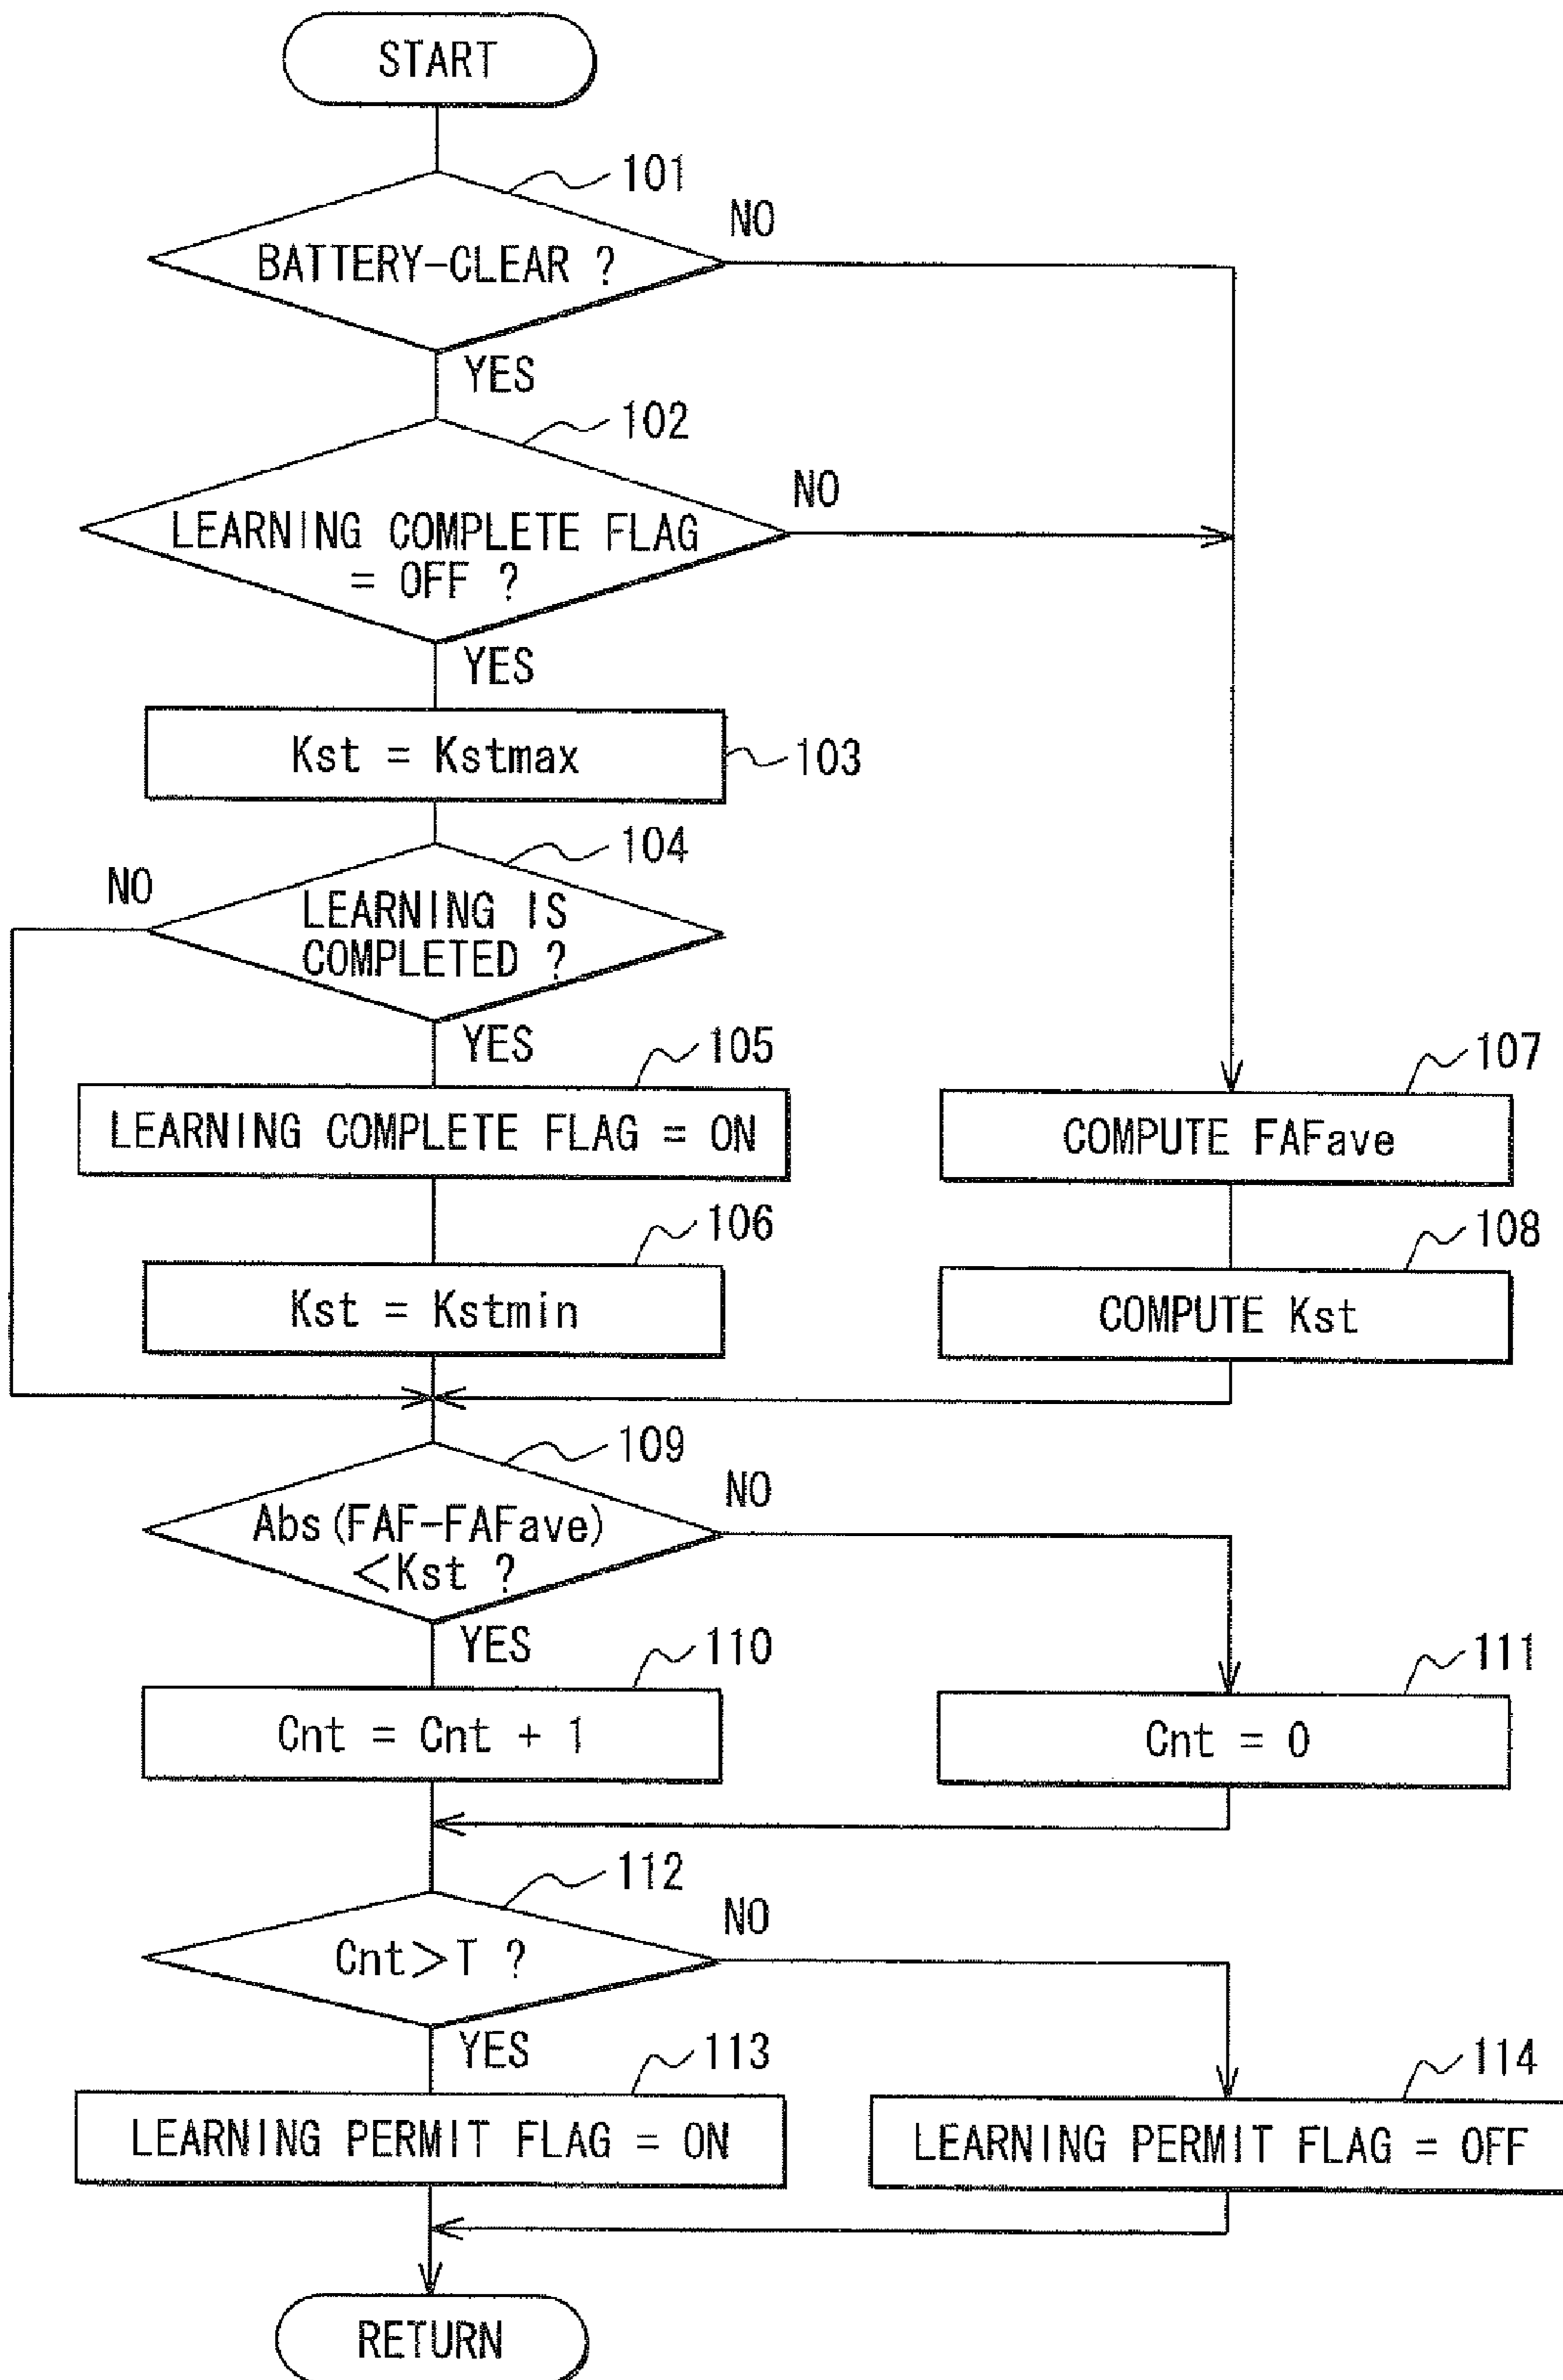 START
101
NO
BATTERY-CLEAR ?
YES
102
NO
LEARNING COMPLETE FLAG
= OFF ?
YES
Kst = Kstmax
103
104
NO
LEARNING IS
COMPLETED ?
YES
105
107
LEARNING COMPLETE FLAG = ON
COMPUTE FAFave
106
108
Kst = Kstmin
COMPUTE Kst
109
NO
Abs(FAF-FAFave)
<Kst ?
YES
110
111
Cnt = Cnt + 1
Cnt = 0
112
NO
Cnt>T ?
YES
113
114
LEARNING PERMIT FLAG = ON
LEARNING PERMIT FLAG = OFF
RETURN